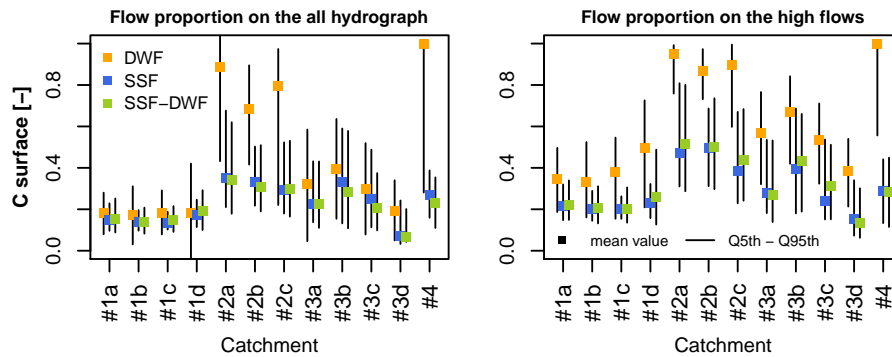 Flow proportion on the all hydrograph
C surface [−]
0.0
0.4
0.8
DWF
SSF
SSF−DWF
#1a
#1b
#1c
#1d
#2a
#2b
#2c
#3a
#3b
#3c
#3d
#4
Catchment
Flow proportion on the high flows
0.0
0.4
0.8
mean value
Q5th − Q95th
#1a
#1b
#1c
#1d
#2a
#2b
#2c
#3a
#3b
#3c
#3d
#4
Catchment